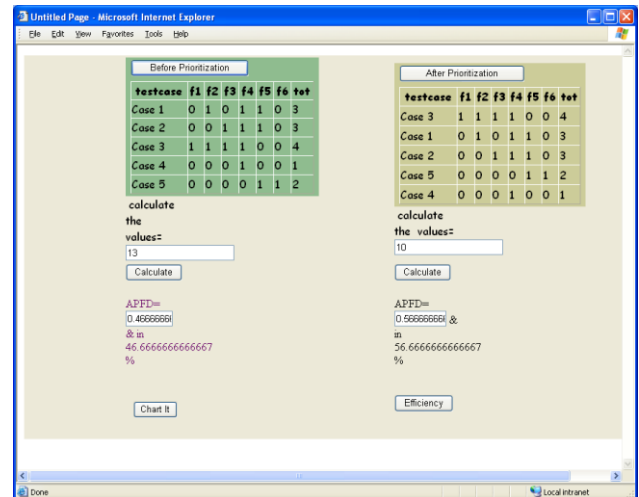 Untitled Page - Microsoft Internet Explorer
File Edit View Favorites Tools Help
Before Prioritization
testcase f1 f2 f3 f4 f5 f6 tot
Case 1 0 1 0 1 1 0 3
Case 2 0 0 1 1 1 0 3
Case 3 1 1 1 1 0 0 4
Case 4 0 0 0 1 0 0 1
Case 5 0 0 0 0 1 1 2
calculate
the
values=
13
Calculate
APFD=
0.4666666
& in
46.6666666666667
%
Chart It
After Prioritization
testcase f1 f2 f3 f4 f5 f6 tot
Case 3 1 1 1 1 0 0 4
Case 1 0 1 0 1 1 0 3
Case 2 0 0 1 1 1 0 3
Case 5 0 0 0 0 1 1 2
Case 4 0 0 0 1 0 0 1
calculate
the values=
10
Calculate
APFD=
0.56666666 &
in
56.6666666666667
%
Efficiency
Done Local intranet